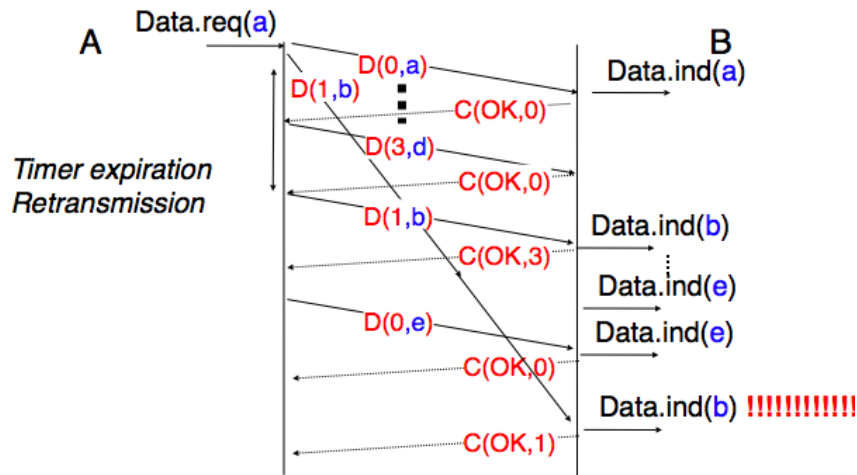 A
Data.req(a)
B
D(0,a)
Data.ind(a)
D(1,b)
C(OK,0)
D(3,d)
Timer expiration
Retransmission
C(OK,0)
D(1,b)
Data.ind(b)
C(OK,3)
Data.ind(e)
D(0,e)
Data.ind(e)
C(OK,0)
Data.ind(b) !!!!!!!!!!!!!
C(OK,1)